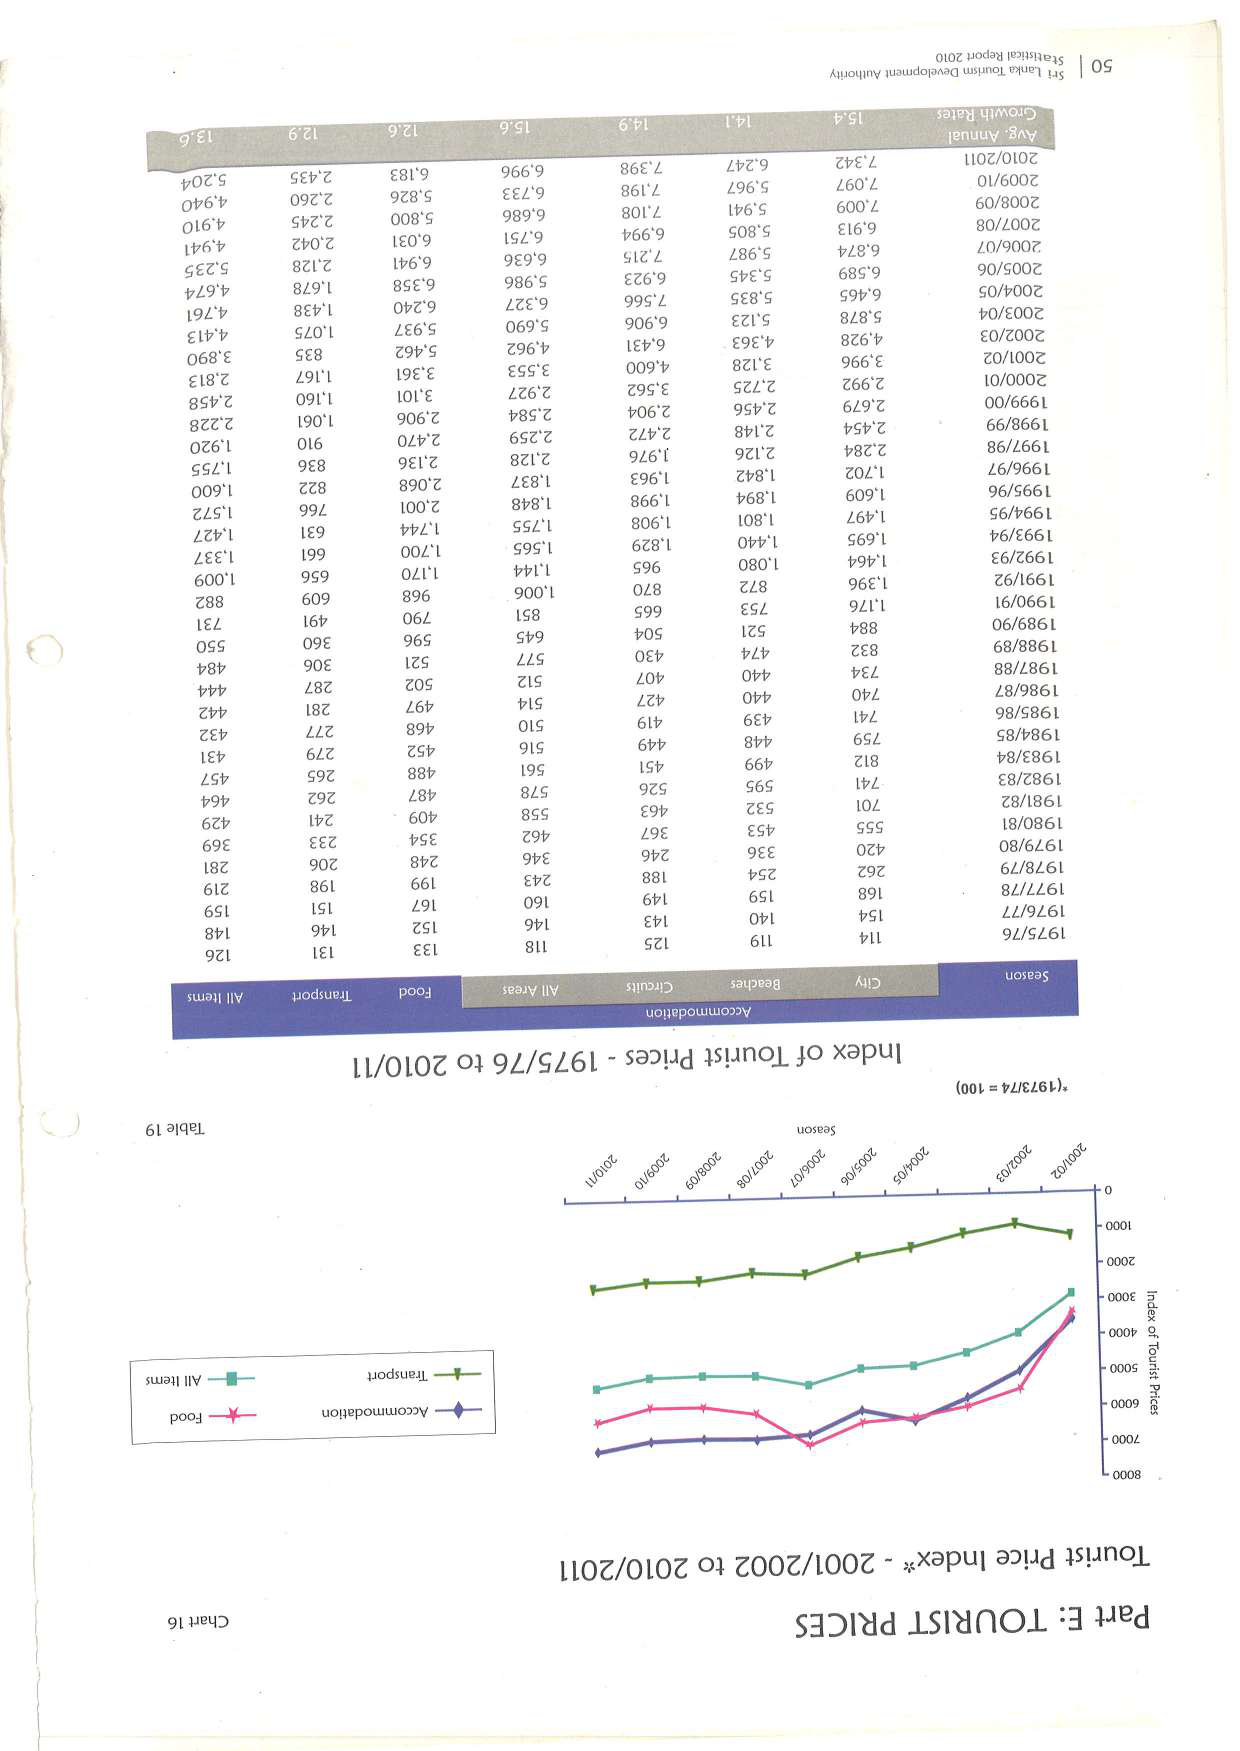 Part E: TOURIST PRICES
Chart 16
Tourist Price Index* - 2001/2002 to 2010/2011
8000
7000
6000
5000
4000
3000
2000
1000
0
Index of Tourist Prices
Accommodation Food
Transport All Items
2001/02 2002/03 2004/05 2005/06 2006/07 2007/08 2008/09 2009/10 2010/11
Season
*(1973/74 = 100)
Table 19
Index of Tourist Prices - 1975/76 to 2010/11
Accommodation
Season City Beaches Circuits All Areas Food Transport All Items
1975/76 114 119 125 118 133 131 126
1976/77 154 140 143 146 152 146 148
1977/78 168 159 149 160 167 151 159
1978/79 262 254 188 243 199 198 219
1979/80 420 336 246 346 248 206 281
1980/81 555 453 367 462 354 233 369
1981/82 701 532 463 558 409 241 429
1982/83 741 595 526 578 487 262 464
1983/84 812 499 451 561 488 265 457
1984/85 759 448 449 516 452 279 431
1985/86 741 439 419 510 468 277 432
1986/87 740 440 427 514 497 281 442
1987/88 734 440 407 512 502 287 444
1988/89 832 474 430 577 521 306 484
1989/90 884 521 504 645 596 360 550
1990/91 1,176 753 665 851 790 491 731
1991/92 1,396 872 870 1,006 968 609 882
1992/93 1,464 1,080 965 1,144 1,170 656 1,009
1993/94 1,695 1,440 1,829 1,565 1,700 661 1,337
1994/95 1,497 1,801 1,908 1,755 1,744 631 1,427
1995/96 1,609 1,894 1,998 1,848 2,001 766 1,572
1996/97 1,702 1,842 1,963 1,837 2,068 822 1,600
1997/98 2,284 2,126 1,976 2,128 2,136 836 1,755
1998/99 2,454 2,148 2,472 2,259 2,470 910 1,920
1999/00 2,679 2,456 2,904 2,584 2,906 1,061 2,228
2000/01 2,992 2,725 3,562 2,927 3,101 1,160 2,458
2001/02 3,996 3,128 4,600 3,553 3,361 1,167 2,813
2002/03 4,928 4,363 6,431 4,962 5,462 835 3,890
2003/04 5,878 5,123 6,906 5,690 5,937 1,075 4,413
2004/05 6,465 5,835 7,566 6,327 6,240 1,438 4,761
2005/06 6,589 5,345 6,923 5,986 6,358 1,678 4,674
2006/07 6,874 5,987 7,215 6,636 6,941 2,128 5,235
2007/08 6,913 5,805 6,994 6,751 6,031 2,042 4,941
2008/09 7,009 5,941 7,108 6,686 5,800 2,245 4,910
2009/10 7,097 5,967 7,198 6,733 5,826 2,260 4,940
2010/2011 7,342 6,247 7,398 6,996 6,183 2,435 5,204
Avg. Annual
Growth Rates 15.4 14.1 14.9 15.6 12.6 12.9 13.6
50 | Sri Lanka Tourism Development Authority
Statistical Report 2010